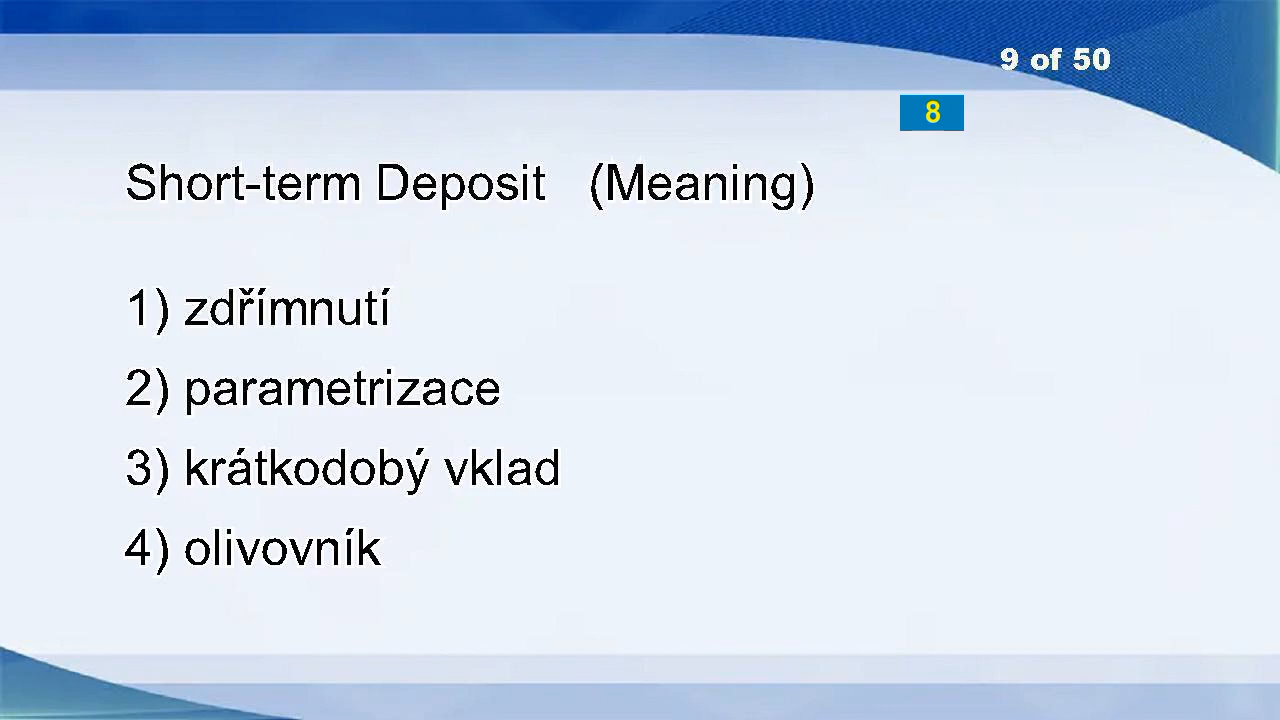 9 of 50
8
Short-term Deposit (Meaning)
1) zdřímnutí
2) parametrizace
3) krátkodobý vklad
4) olivovník